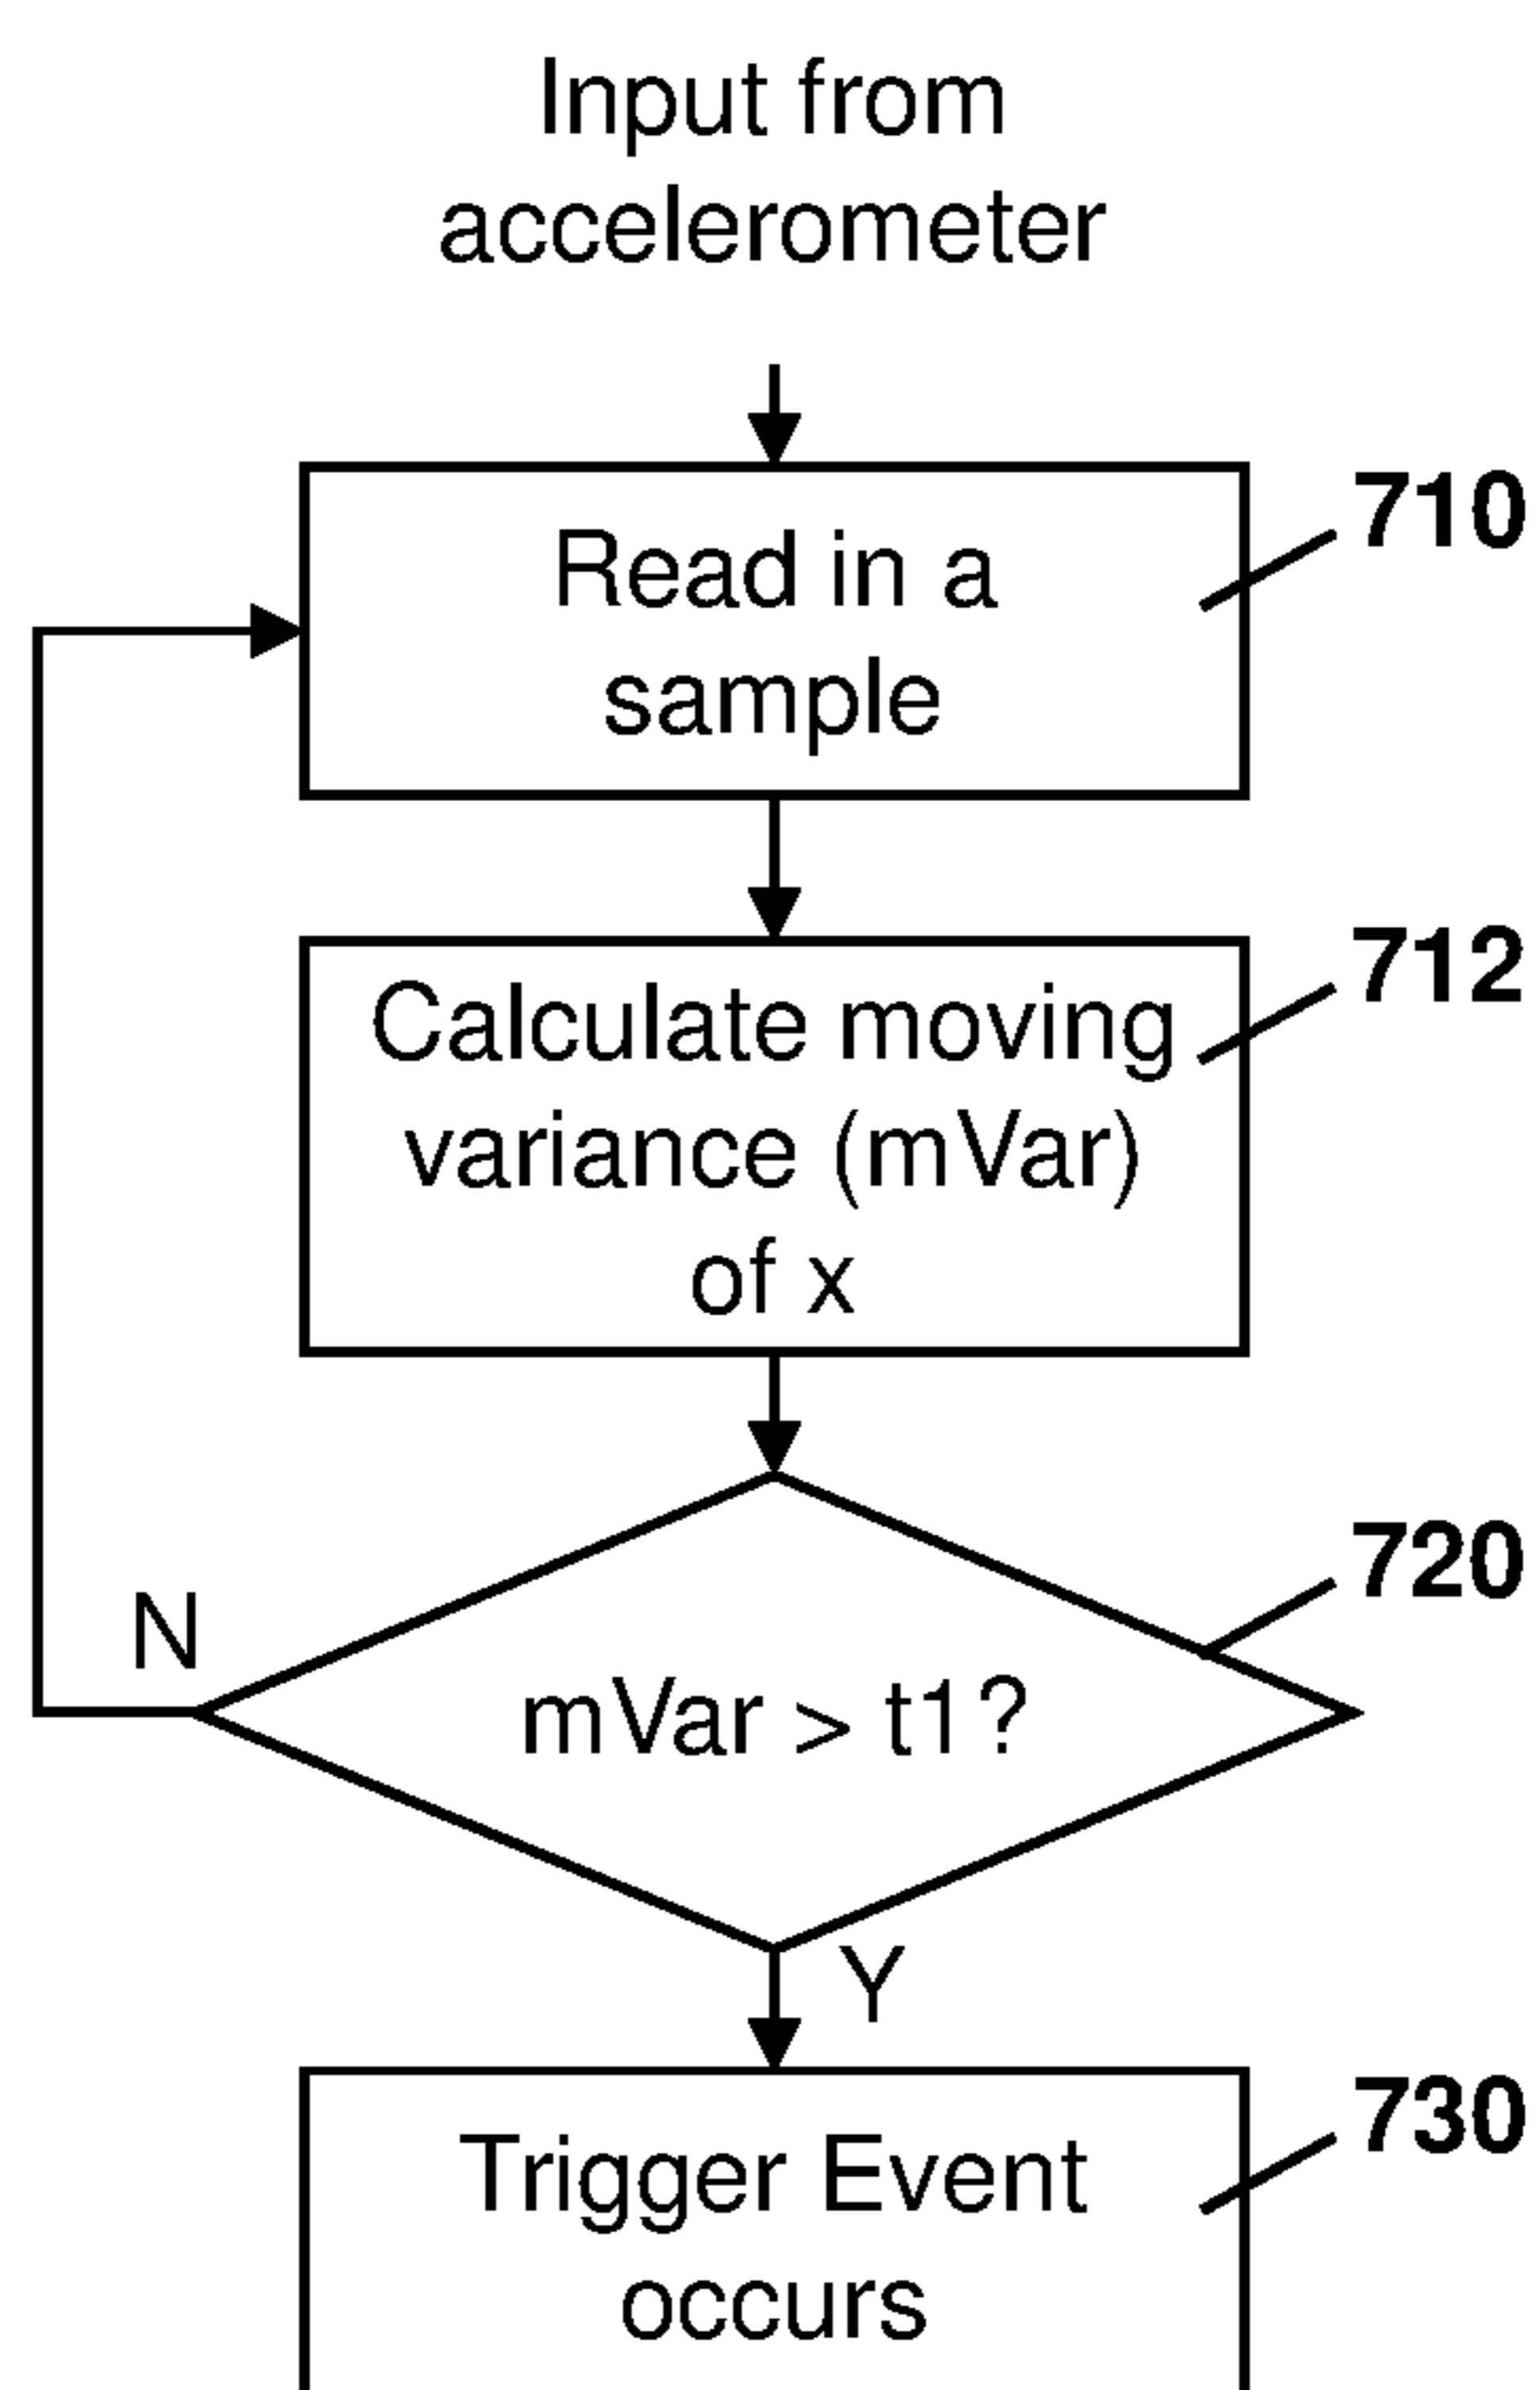 Input from
accelerometer
710
Read in a
sample
712
Calculate moving
variance (mVar)
of x
720
N
mVar > t1?
Y
730
Trigger Event
occurs